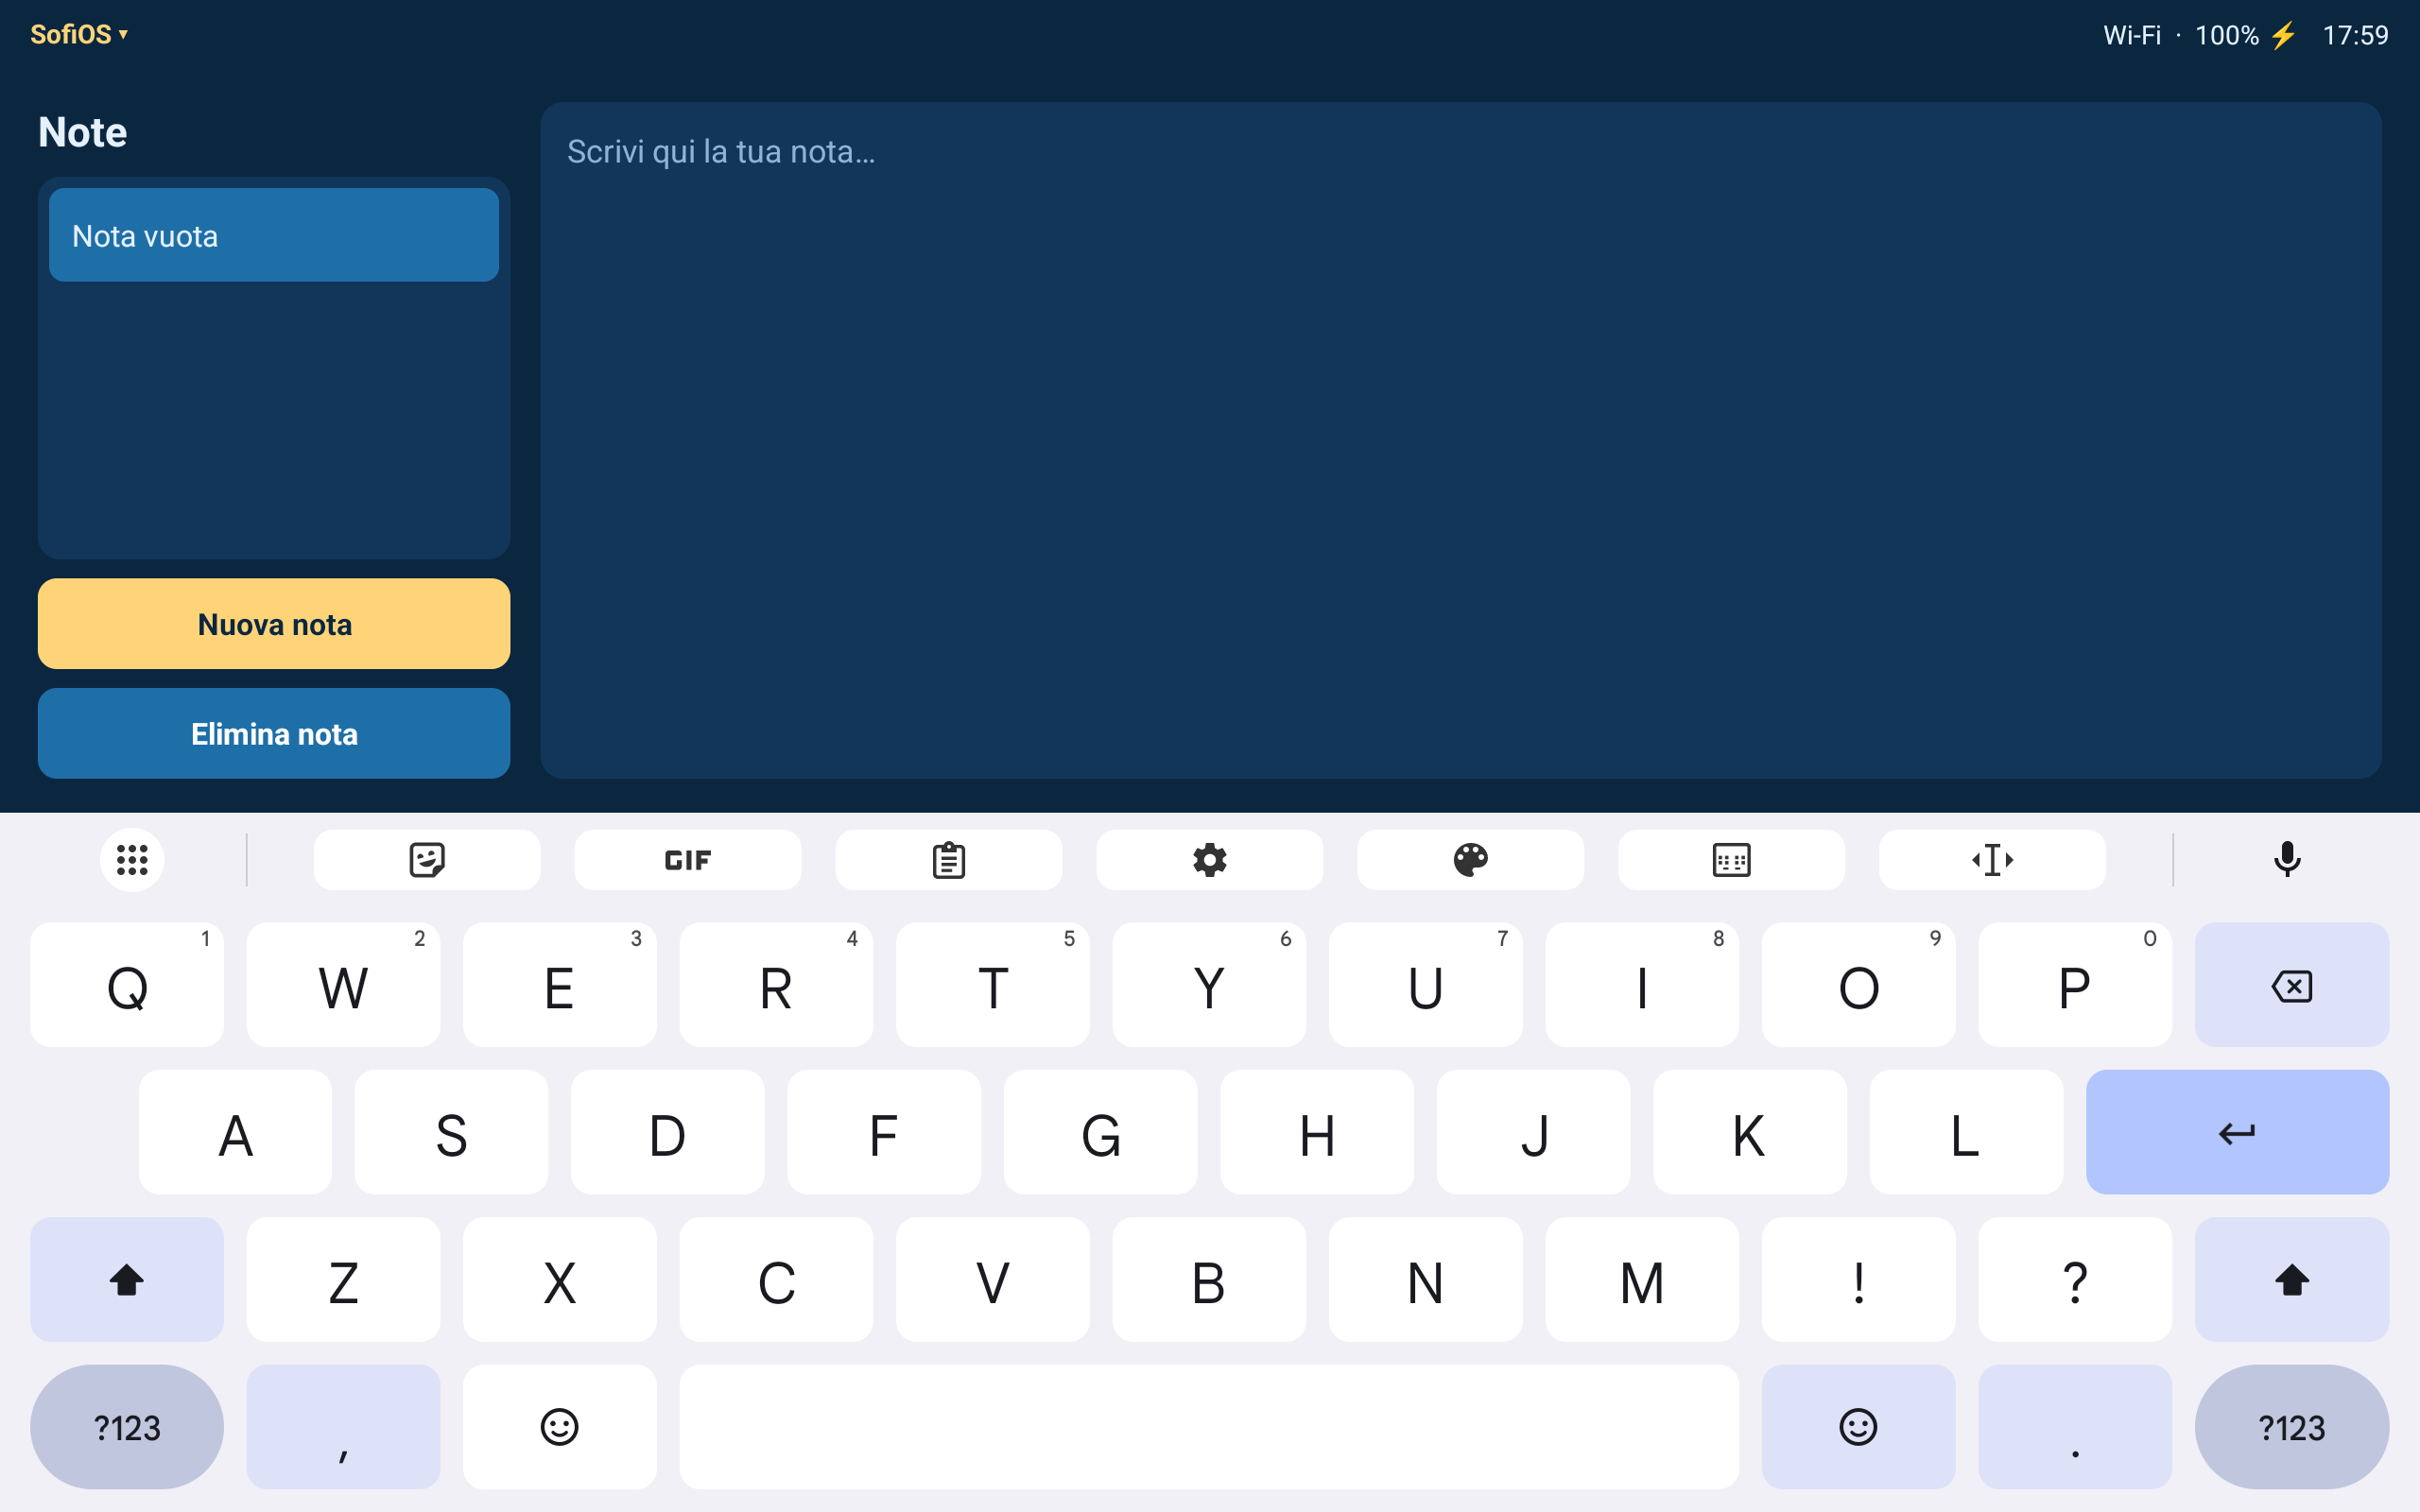 SofiOS ▾
Wi-Fi · 100% ⚡ 17:59
Note
Nota vuota
Nuova nota
Elimina nota
Scrivi qui la tua nota…
GIF
Q 1 W 2 E 3 R 4 T 5 Y 6 U 7 I 8 O 9 P 0
A S D F G H J K L
Z X C V B N M ! ?
?123 , . ?123